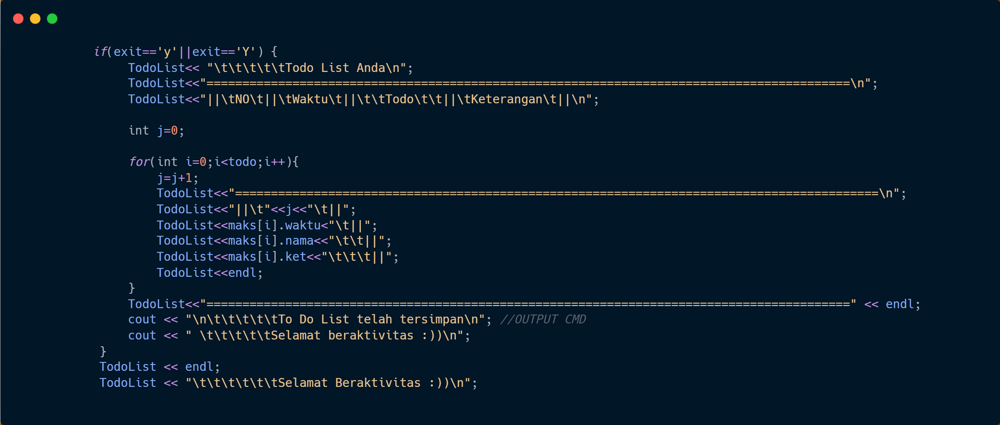 if(exit=='y'||exit=='Y') {
TodoList<< "\t\t\t\t\tTodo List Anda\n";
TodoList<<"==========================================================================================\n";
TodoList<<"||\tNO\t||\tWaktu\t||\t\tTodo\t\t||\tKeterangan\t||\n";
int j=0;
for(int i=0;i<todo;i++){
j=j+1;
TodoList<<"==========================================================================================\n";
TodoList<<"||\t"<<j<<"\t||";
TodoList<<maks[i].waktu<"\t||";
TodoList<<maks[i].nama<<"\t\t||";
TodoList<<maks[i].ket<<"\t\t\t||";
TodoList<<endl;
}
TodoList<<"==========================================================================================" << endl;
cout << "\n\t\t\t\t\tTo Do List telah tersimpan\n"; //OUTPUT CMD
cout << " \t\t\t\t\tSelamat beraktivitas :))\n";
}
TodoList << endl;
TodoList << "\t\t\t\t\t\tSelamat Beraktivitas :))\n";